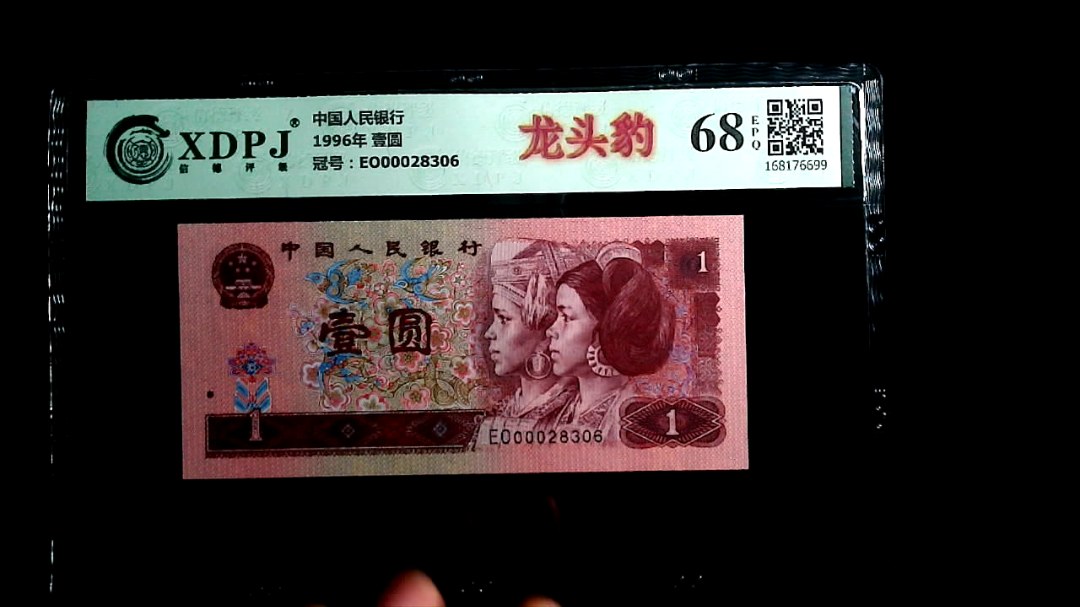 XDPJ®
信德评级
中国人民银行
1996年 壹圆
冠号：EO00028306
龙头豹
68
EPQ
168176699
中国人民银行
1
壹圆
1
EO00028306
1